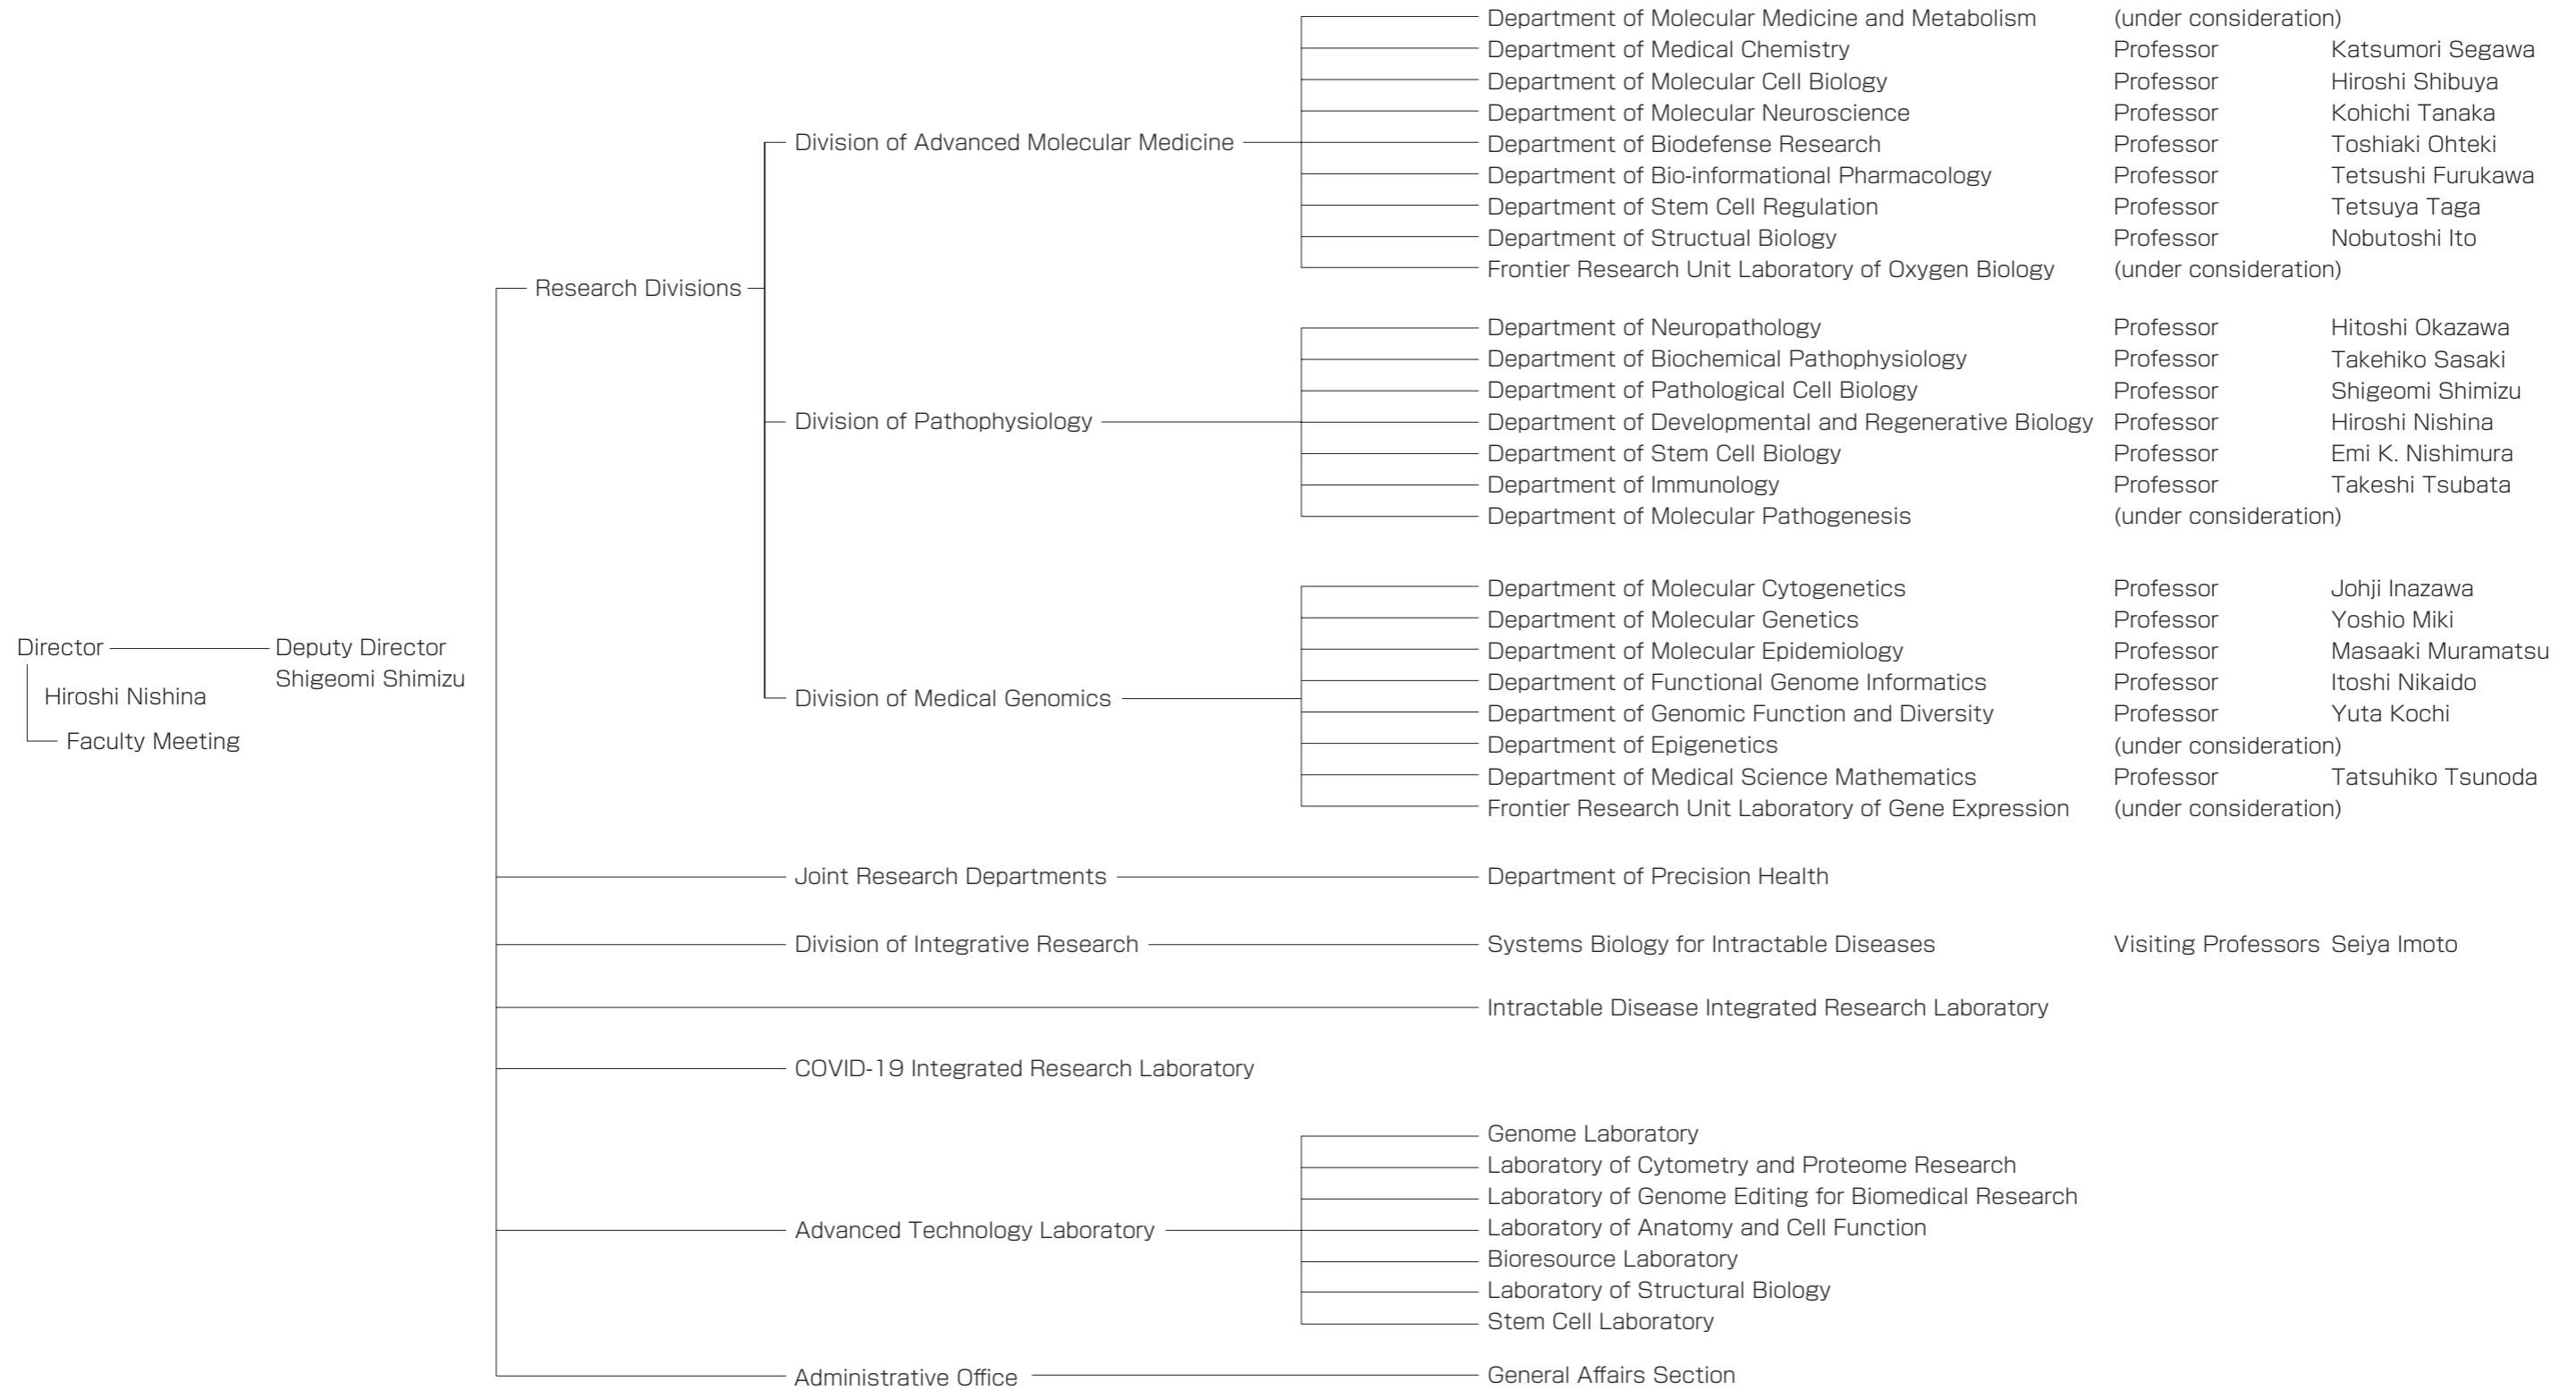 Director
Hiroshi Nishina
Faculty Meeting
Deputy Director
Shigeomi Shimizu
Research Divisions
Division of Advanced Molecular Medicine
Department of Molecular Medicine and Metabolism (under consideration)
Department of Medical Chemistry Professor Katsumori Segawa
Department of Molecular Cell Biology Professor Hiroshi Shibuya
Department of Molecular Neuroscience Professor Kohichi Tanaka
Department of Biodefense Research Professor Toshiaki Ohteki
Department of Bio-informational Pharmacology Professor Tetsushi Furukawa
Department of Stem Cell Regulation Professor Tetsuya Taga
Department of Structual Biology Professor Nobutoshi Ito
Frontier Research Unit Laboratory of Oxygen Biology (under consideration)
Division of Pathophysiology
Department of Neuropathology Professor Hitoshi Okazawa
Department of Biochemical Pathophysiology Professor Takehiko Sasaki
Department of Pathological Cell Biology Professor Shigeomi Shimizu
Department of Developmental and Regenerative Biology Professor Hiroshi Nishina
Department of Stem Cell Biology Professor Emi K. Nishimura
Department of Immunology Professor Takeshi Tsubata
Department of Molecular Pathogenesis (under consideration)
Division of Medical Genomics
Department of Molecular Cytogenetics Professor Johji Inazawa
Department of Molecular Genetics Professor Yoshio Miki
Department of Molecular Epidemiology Professor Masaaki Muramatsu
Department of Functional Genome Informatics Professor Itoshi Nikaido
Department of Genomic Function and Diversity Professor Yuta Kochi
Department of Epigenetics (under consideration)
Department of Medical Science Mathematics Professor Tatsuhiko Tsunoda
Frontier Research Unit Laboratory of Gene Expression (under consideration)
Joint Research Departments
Department of Precision Health
Division of Integrative Research
Systems Biology for Intractable Diseases Visiting Professors Seiya Imoto
Intractable Disease Integrated Research Laboratory
COVID-19 Integrated Research Laboratory
Advanced Technology Laboratory
Genome Laboratory
Laboratory of Cytometry and Proteome Research
Laboratory of Genome Editing for Biomedical Research
Laboratory of Anatomy and Cell Function
Bioresource Laboratory
Laboratory of Structural Biology
Stem Cell Laboratory
Administrative Office
General Affairs Section